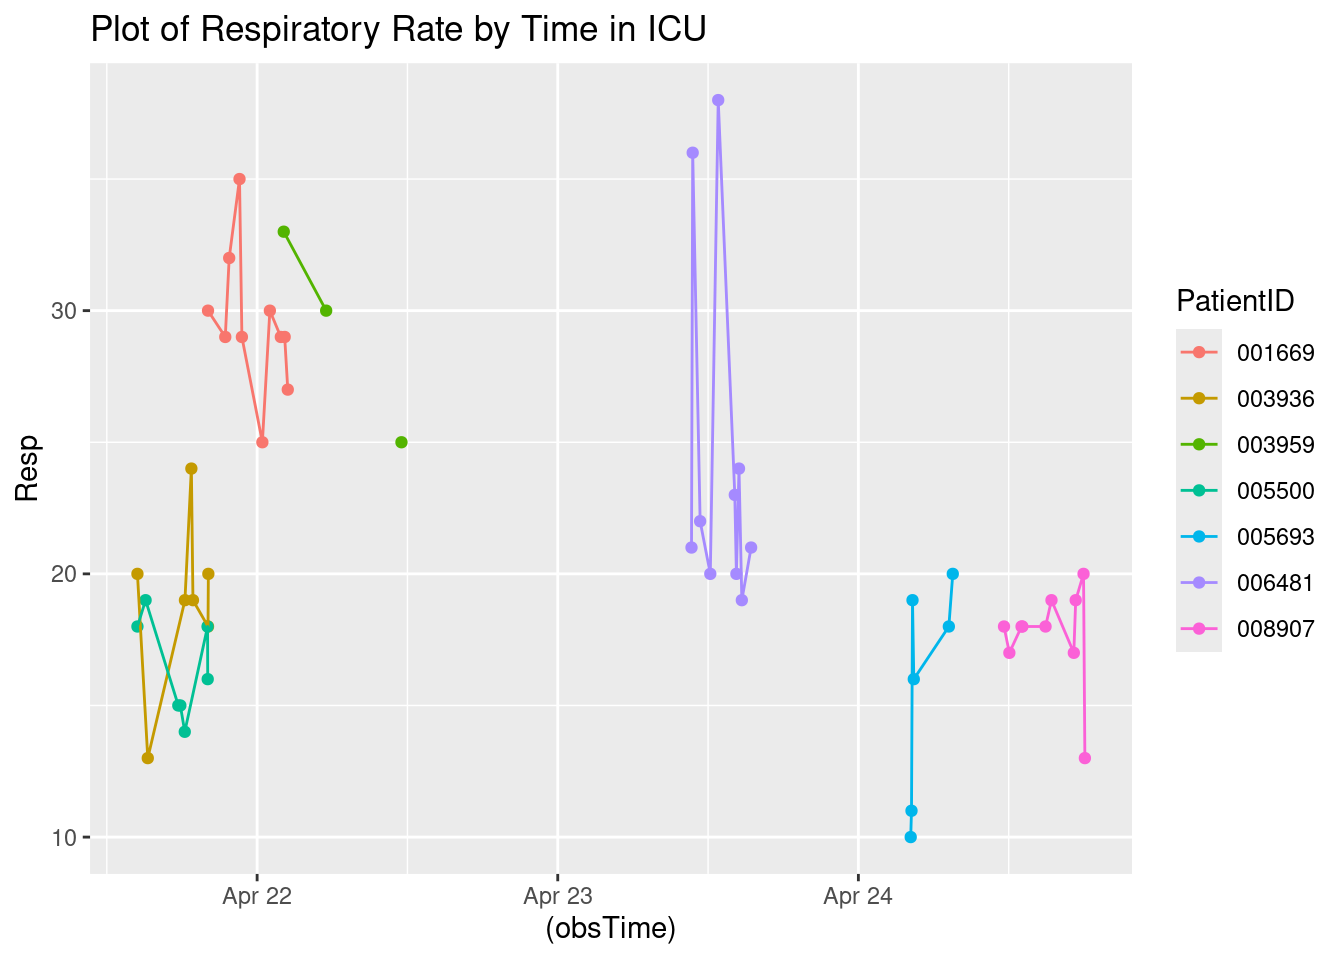 Plot of Respiratory Rate by Time in ICU
Resp
30
20
10
Apr 22
Apr 23
Apr 24
(obsTime)
PatientID
001669
003936
003959
005500
005693
006481
008907